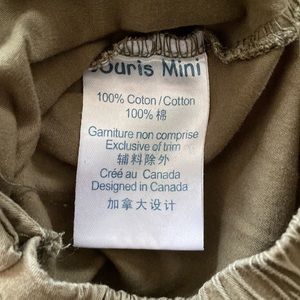 Souris Mini
100% Coton/Cotton
100% 棉
Garniture non comprise
Exclusive of trim
辅料除外
Créé au Canada
Designed in Canada
加拿大设计